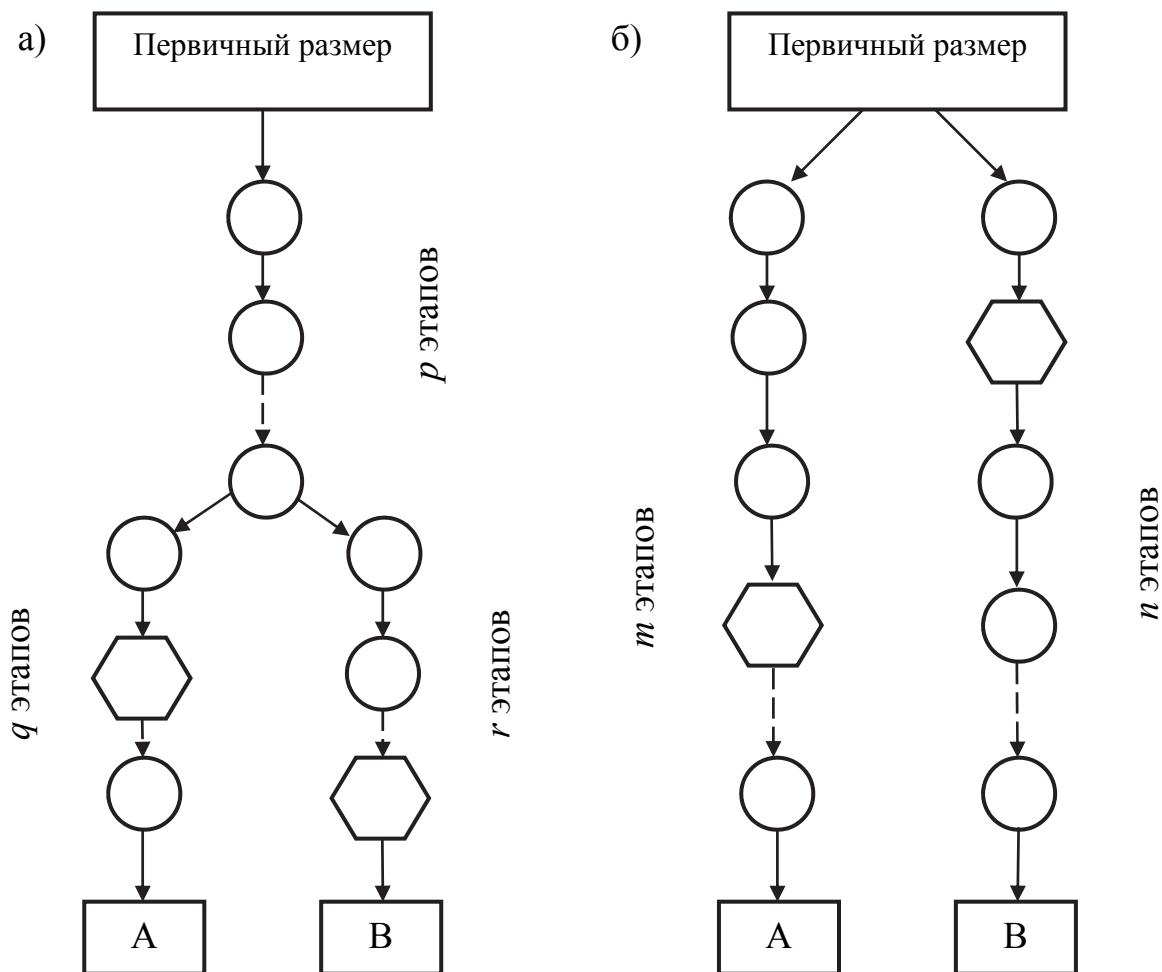 а)
Первичный размер
p этапов
q этапов
r этапов
А
В
б)
Первичный размер
m этапов
n этапов
А
В